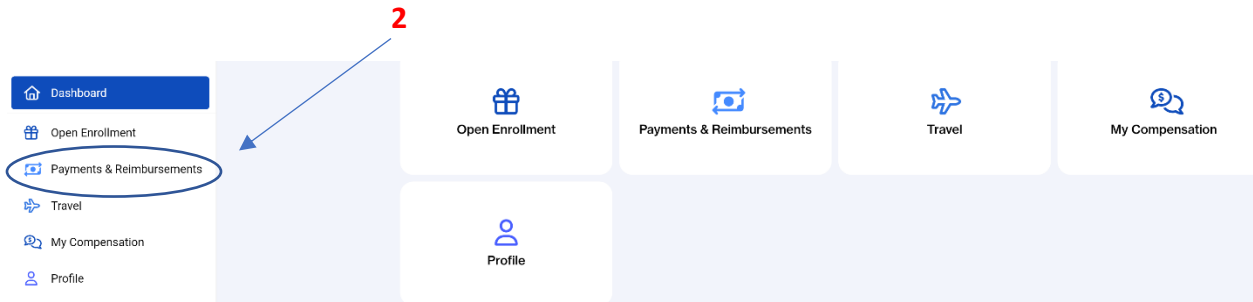 2
Dashboard
Open Enrollment
Payments & Reimbursements
Travel
My Compensation
Profile
Open Enrollment
Payments & Reimbursements
Travel
My Compensation
Profile